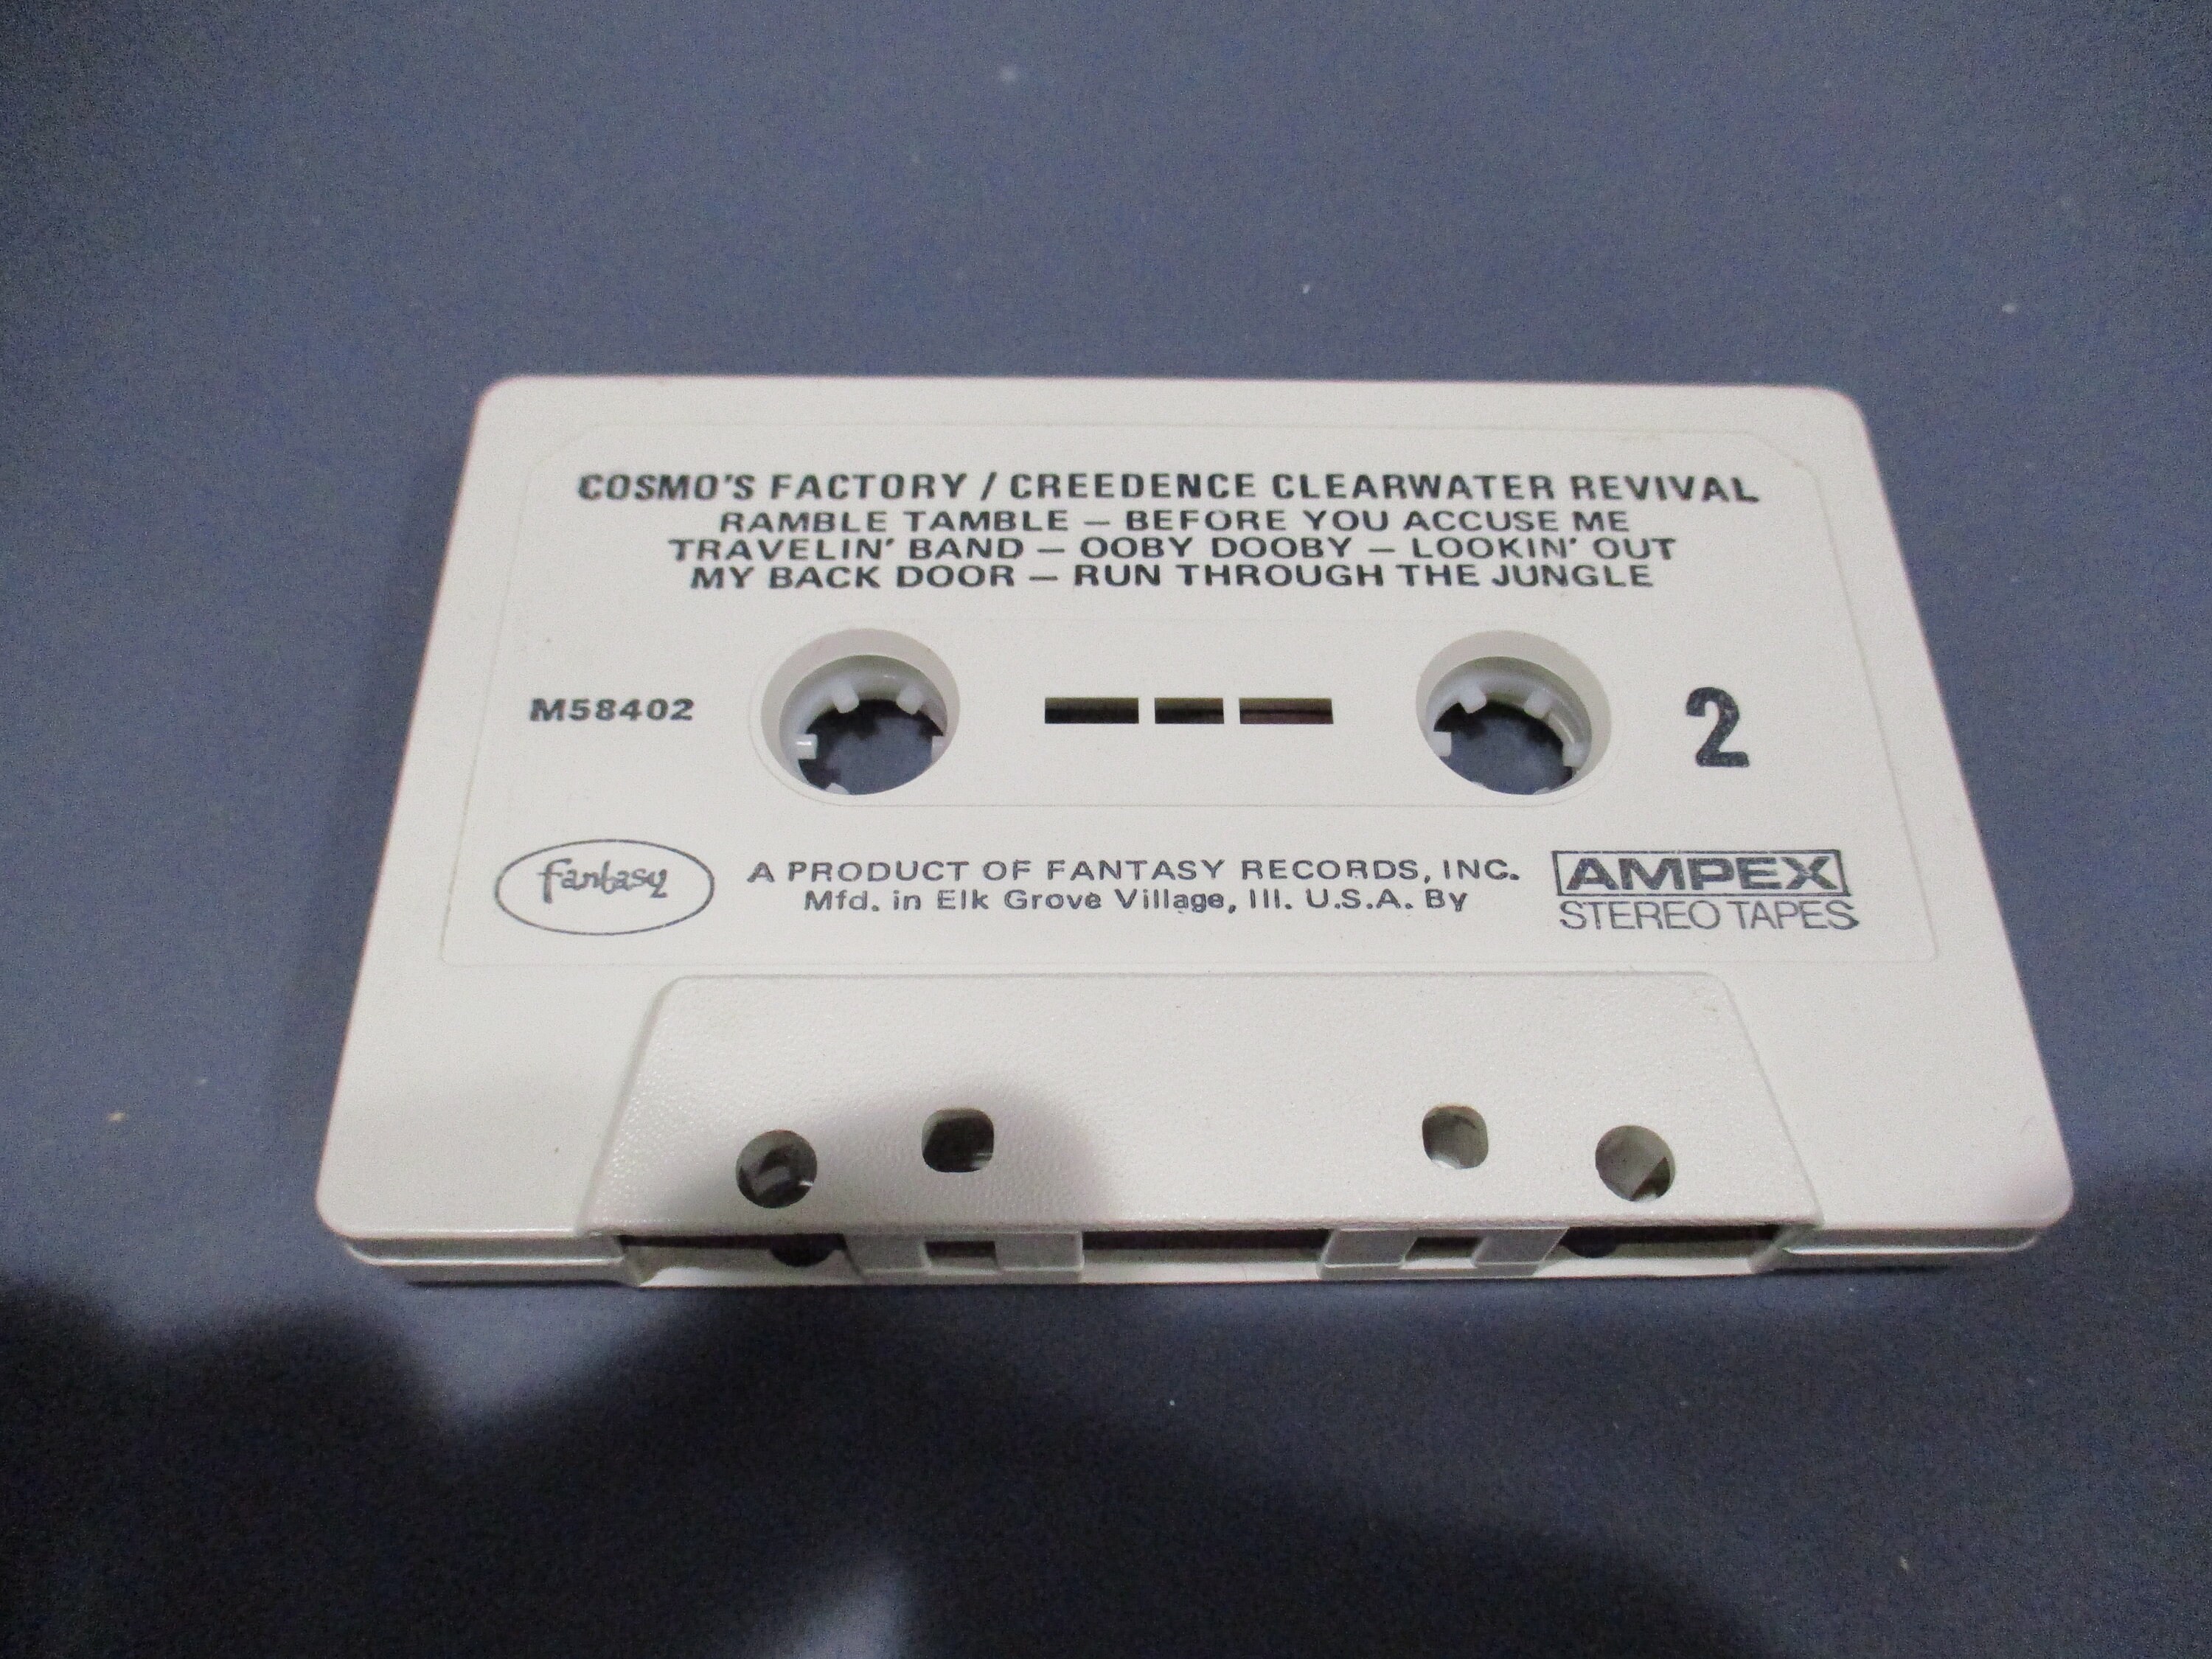 COSMO'S FACTORY / CREEDENCE CLEARWATER REVIVAL
RAMBLE TAMBLE – BEFORE YOU ACCUSE ME
TRAVELIN' BAND – OOBY DOOBY – LOOKIN' OUT
MY BACK DOOR – RUN THROUGH THE JUNGLE
M58402
2
fantasy
A PRODUCT OF FANTASY RECORDS, INC.
Mfd. in Elk Grove Village, Ill. U.S.A. By
AMPEX
STEREO TAPES